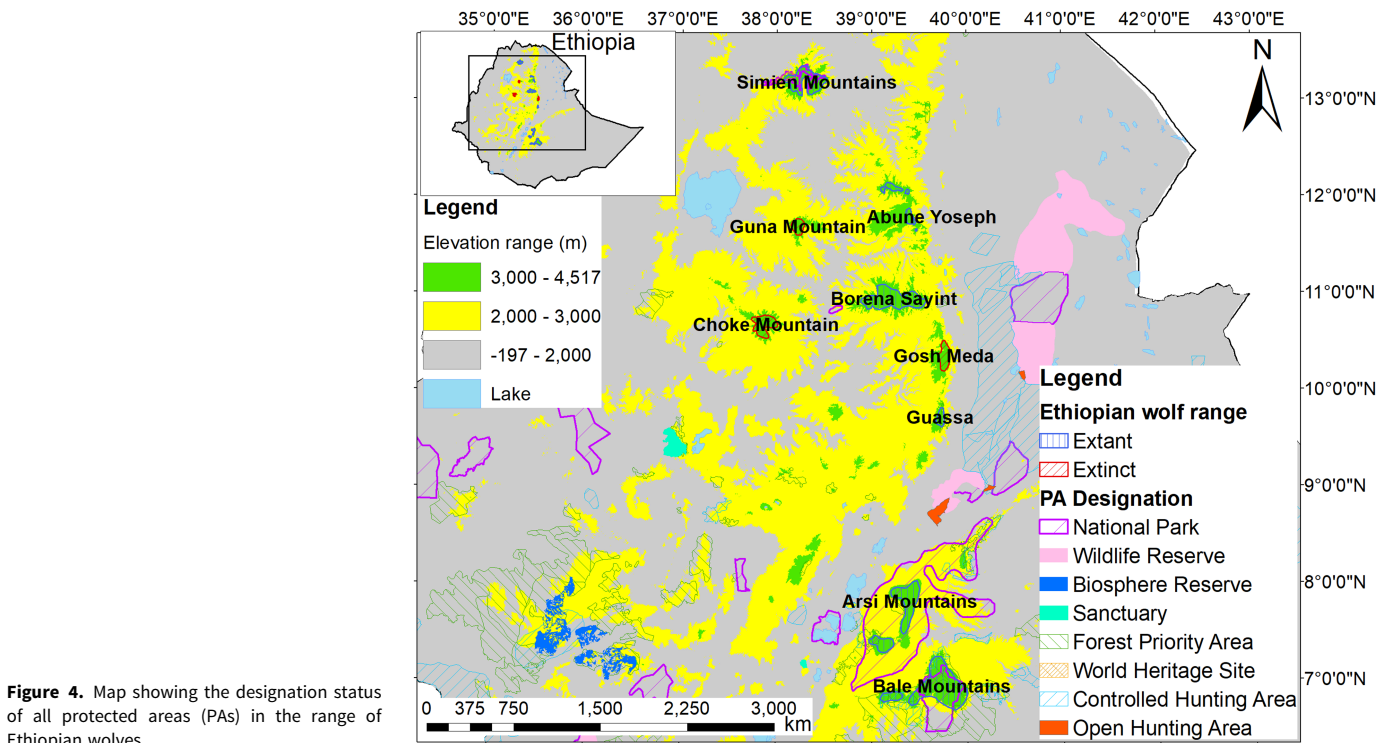 35°0'0"E 36°0'0"E 37°0'0"E 38°0'0"E 39°0'0"E 40°0'0"E 41°0'0"E 42°0'0"E 43°0'0"E
Ethiopia
N
Simien Mountains
13°0'0"N
12°0'0"N
Legend
Elevation range (m)
3,000 - 4,517
2,000 - 3,000
-197 - 2,000
Lake
Abune Yoseph
Guna Mountain
11°0'0"N
Borena Sayint
Choke Mountain
Gosh Meda
10°0'0"N
Guassa
9°0'0"N
8°0'0"N
Arsi Mountains
7°0'0"N
Bale Mountains
Legend
Ethiopian wolf range
Extant
Extinct
PA Designation
National Park
Wildlife Reserve
Biosphere Reserve
Sanctuary
Forest Priority Area
World Heritage Site
Controlled Hunting Area
Open Hunting Area
0 375 750 1,500 2,250 3,000
km
Figure 4. Map showing the designation status
of all protected areas (PAs) in the range of
Ethiopian wolves